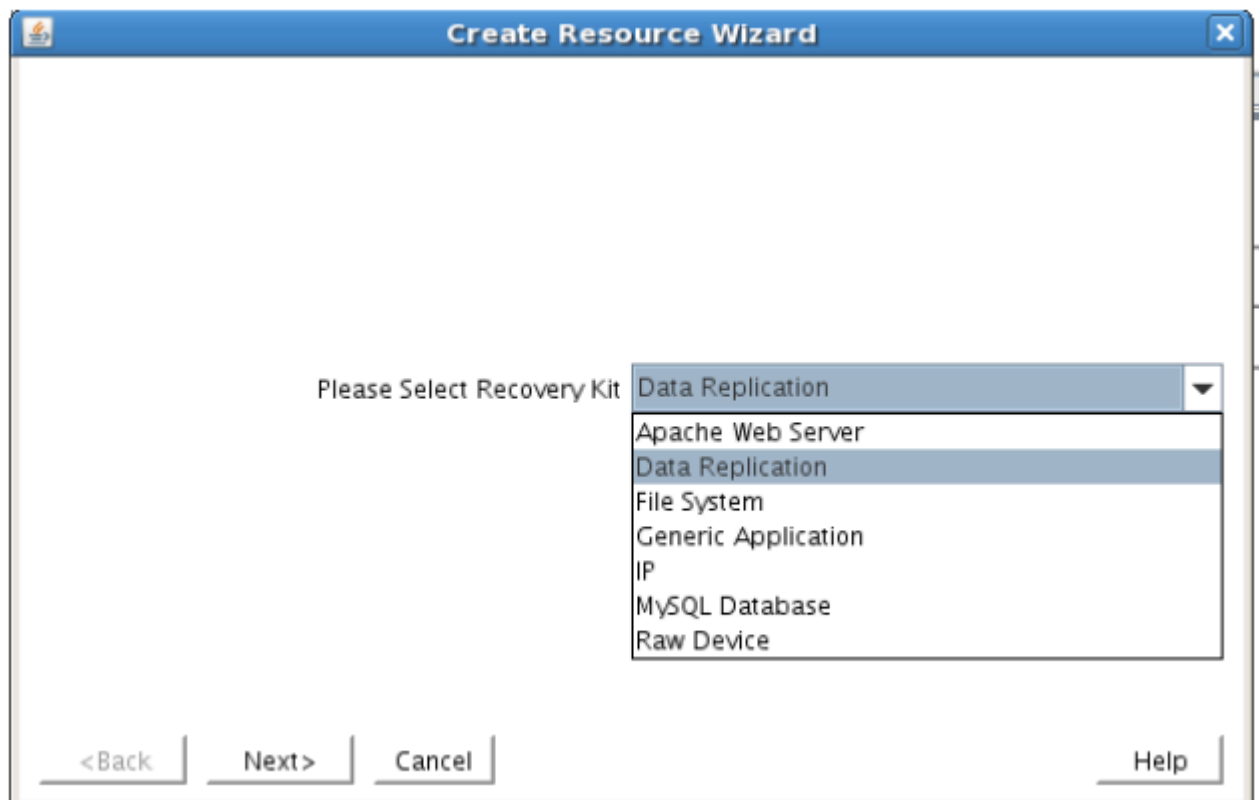 Create Resource Wizard
Please Select Recovery Kit Data Replication
Apache Web Server
Data Replication
File System
Generic Application
IP
MySQL Database
Raw Device
<Back Next> Cancel Help